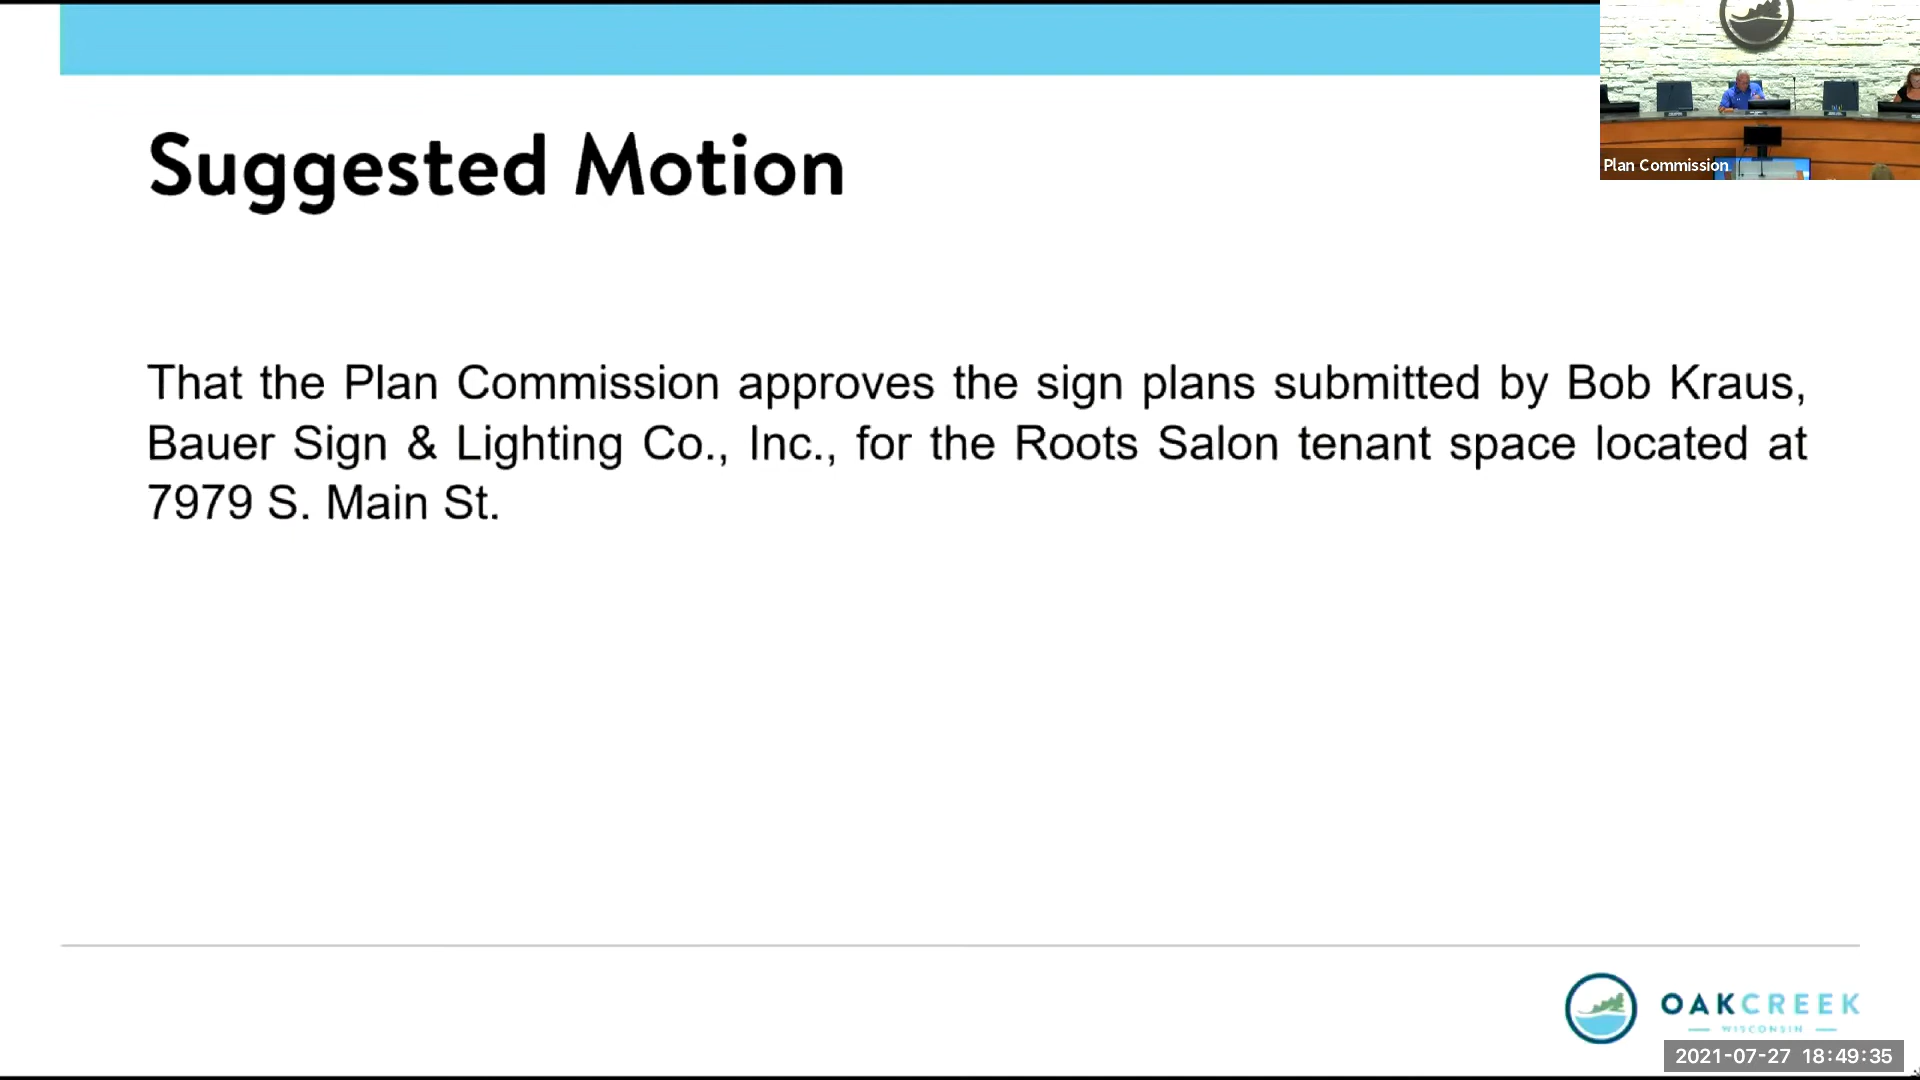 Suggested Motion
Plan Commission
That the Plan Commission approves the sign plans submitted by Bob Kraus,
Bauer Sign & Lighting Co., Inc., for the Roots Salon tenant space located at
7979 S. Main St.
OAKCREEK
WISCONSIN
2021-07-27 18:49:35